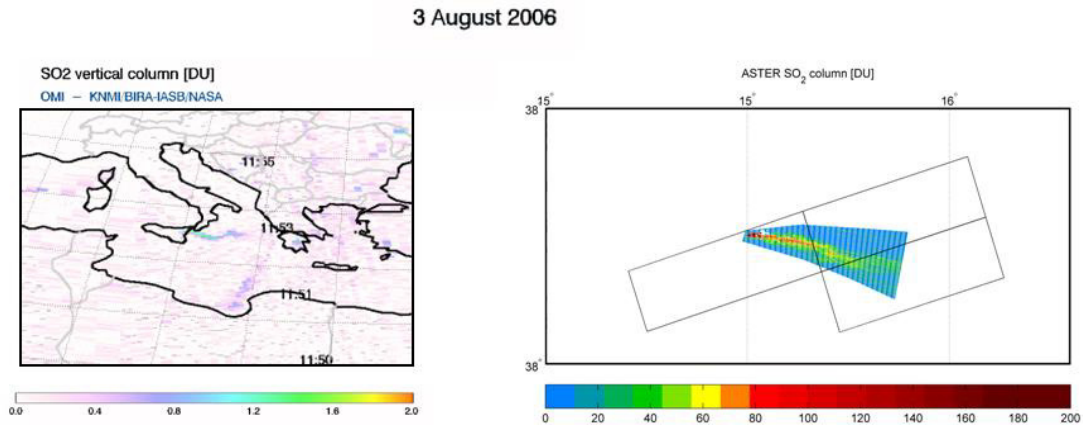 3 August 2006
SO2 vertical column [DU]
OMI – KNMI/BIRA-IASB/NASA
11:55
11:53
11:51
11:50
0.0 0.4 0.8 1.2 1.6 2.0
ASTER SO2 column [DU]
15° 15° 16°
38
38°
0 20 40 60 80 100 120 140 160 180 200